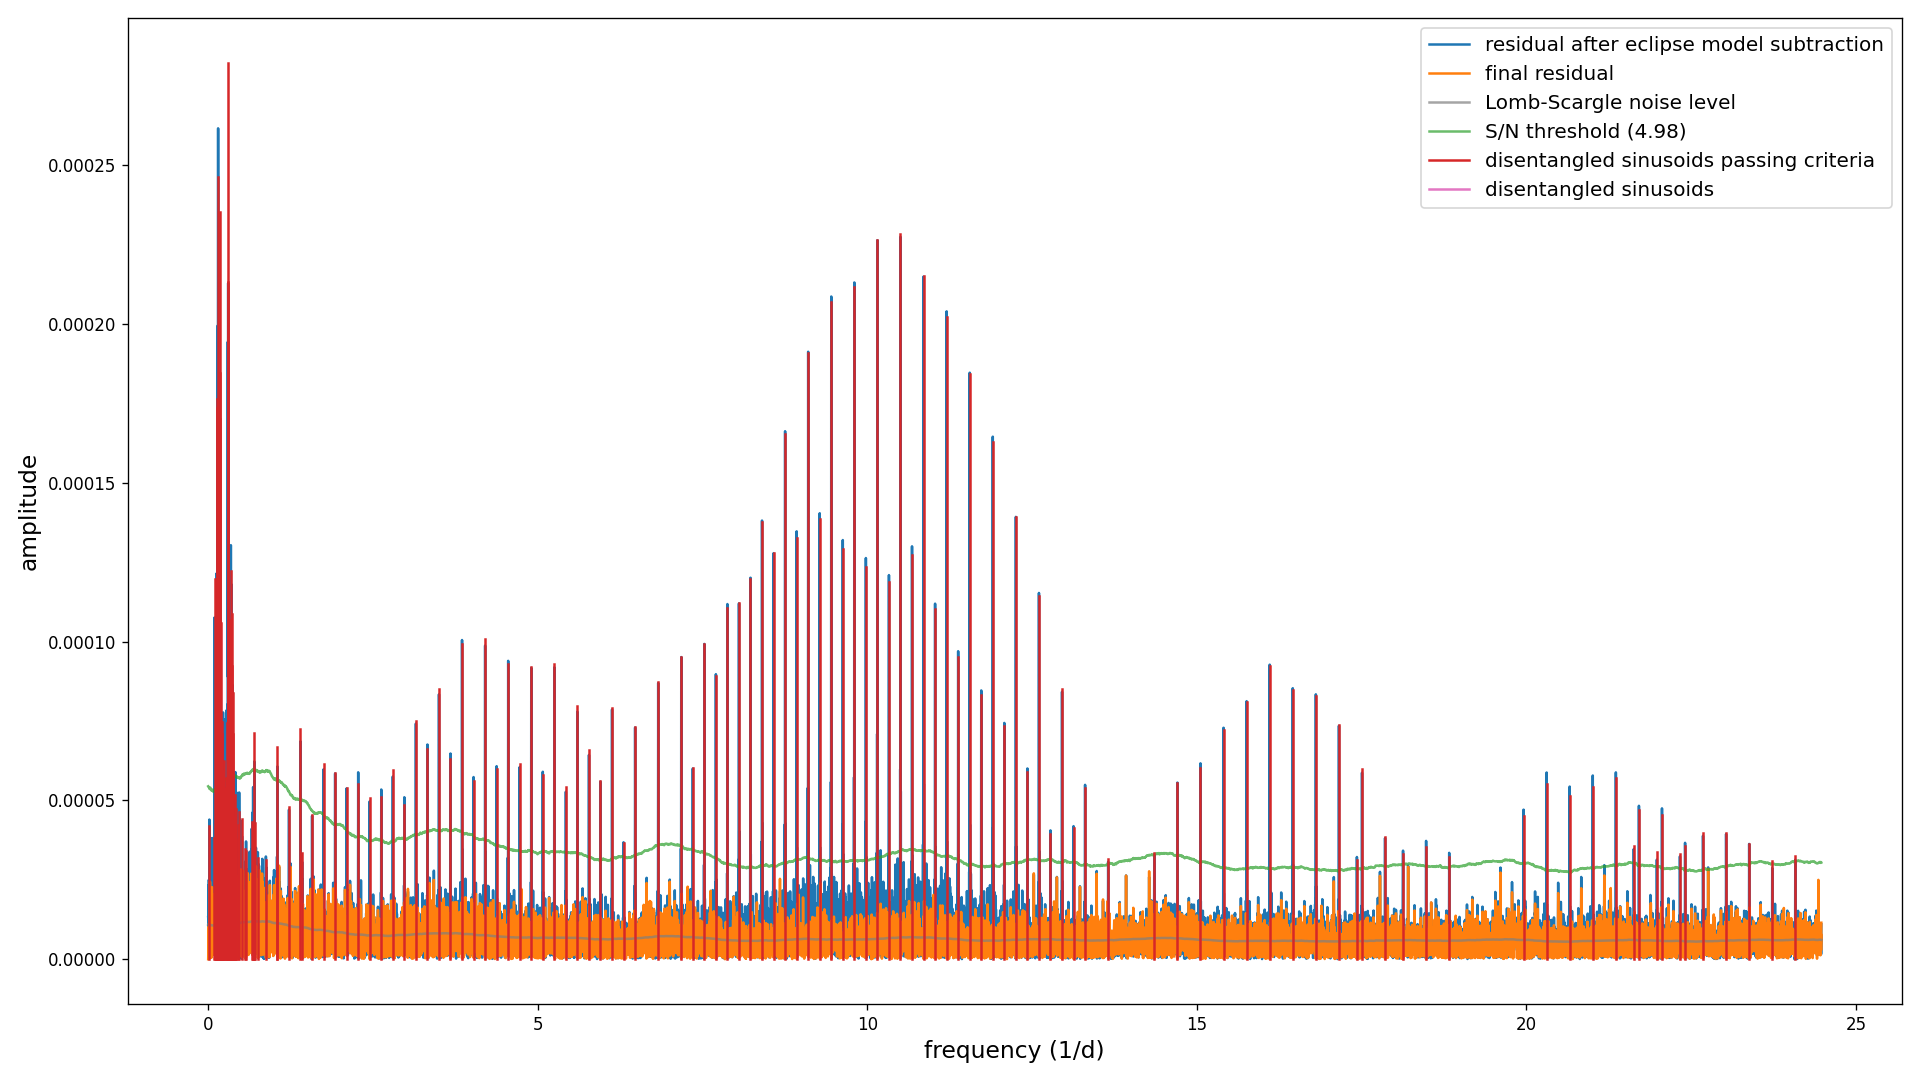 residual after eclipse model subtraction
final residual
Lomb-Scargle noise level
S/N threshold (4.98)
disentangled sinusoids passing criteria
disentangled sinusoids
amplitude
0.00025
0.00020
0.00015
0.00010
0.00005
0.00000
0 5 10 15 20 25
frequency (1/d)